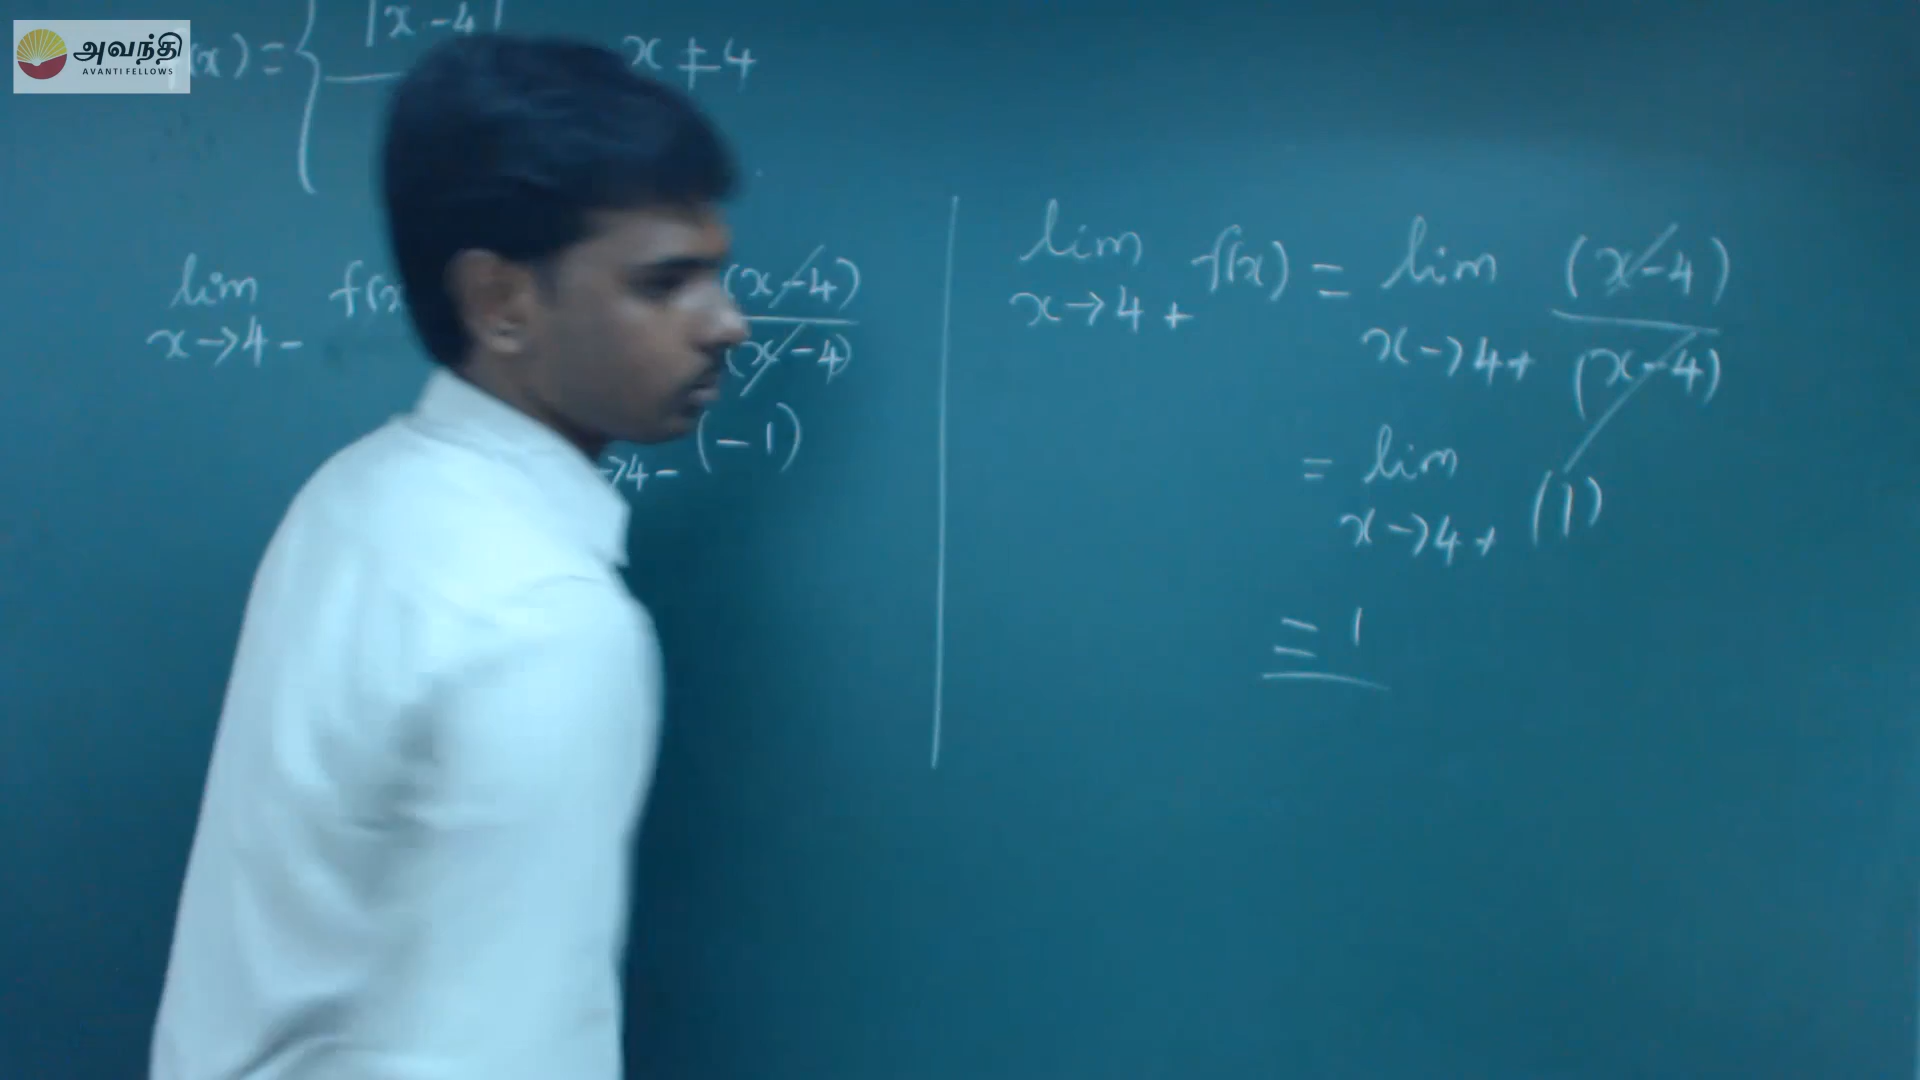 அவந்தி
AVANTI FELLOWS
(x) = { |x - 4| x ≠ 4
lim f(x (x-4)
x→4- (x-4)
→4- (-1)
lim f(x) = lim (x-4)
x→4+ x→4+ (x-4)
= lim (1)
x→4+
= 1